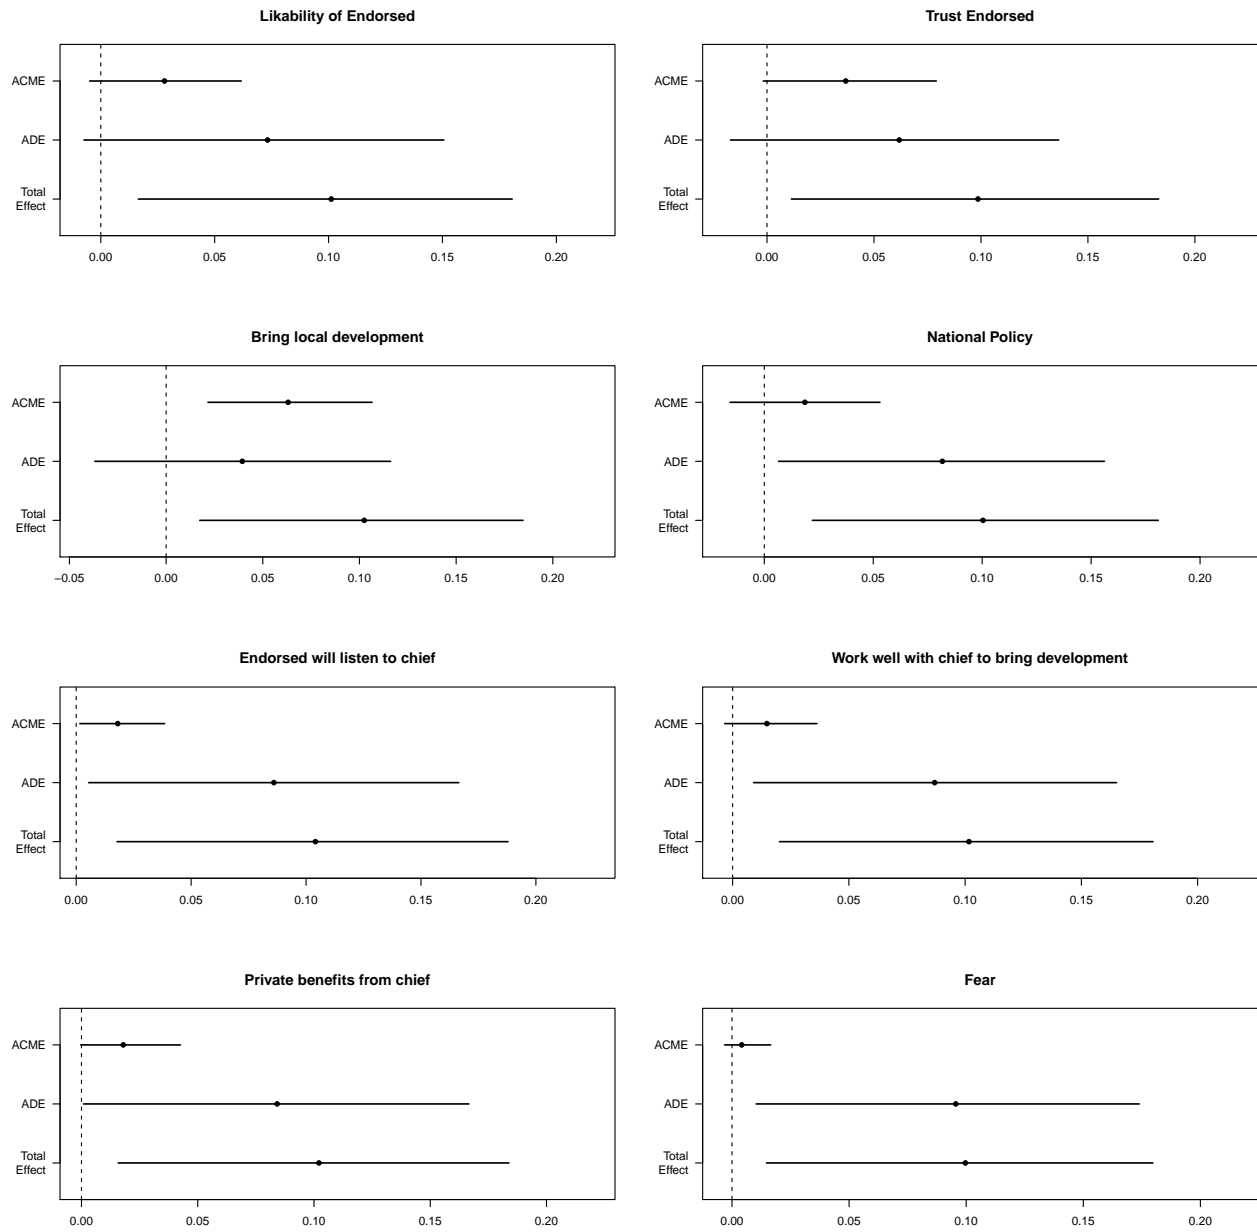 Likability of Endorsed
ACME
ADE
Total
Effect
0.00 0.05 0.10 0.15 0.20
Trust Endorsed
ACME
ADE
Total
Effect
0.00 0.05 0.10 0.15 0.20
Bring local development
ACME
ADE
Total
Effect
−0.05 0.00 0.05 0.10 0.15 0.20
National Policy
ACME
ADE
Total
Effect
0.00 0.05 0.10 0.15 0.20
Endorsed will listen to chief
ACME
ADE
Total
Effect
0.00 0.05 0.10 0.15 0.20
Work well with chief to bring development
ACME
ADE
Total
Effect
0.00 0.05 0.10 0.15 0.20
Private benefits from chief
ACME
ADE
Total
Effect
0.00 0.05 0.10 0.15 0.20
Fear
ACME
ADE
Total
Effect
0.00 0.05 0.10 0.15 0.20